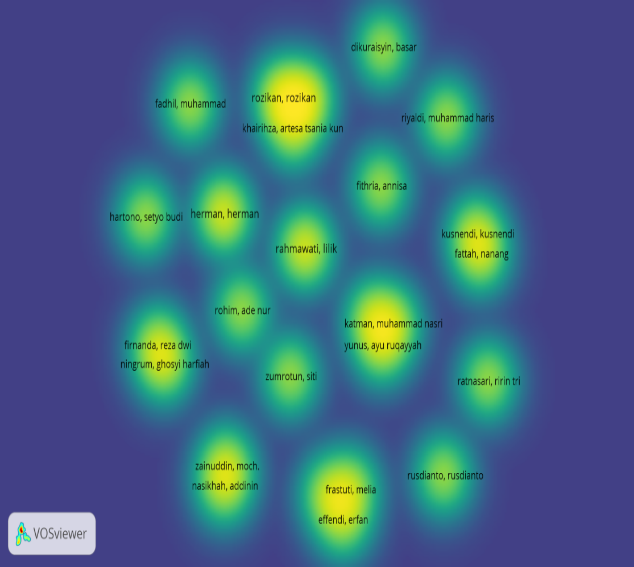 dikuraisyin, basar
rozikan, rozikan
fadhil, muhammad
riyaldi, muhammad haris
khairihza, artesa tsania kun
fithria, annisa
herman, herman
hartono, setyo budi
kusnendi, kusnendi
rahmawati, lilik
fattah, nanang
rohim, ade nur
katman, muhammad nasri
firnanda, reza dwi
yunus, ayu ruqayyah
ningrum, ghosyi harfiah
zumrotun, siti
ratnasari, ririn tri
zainuddin, moch.
rusdianto, rusdianto
nasikhah, addinin
frastuti, melia
effendi, erfan
VOSviewer